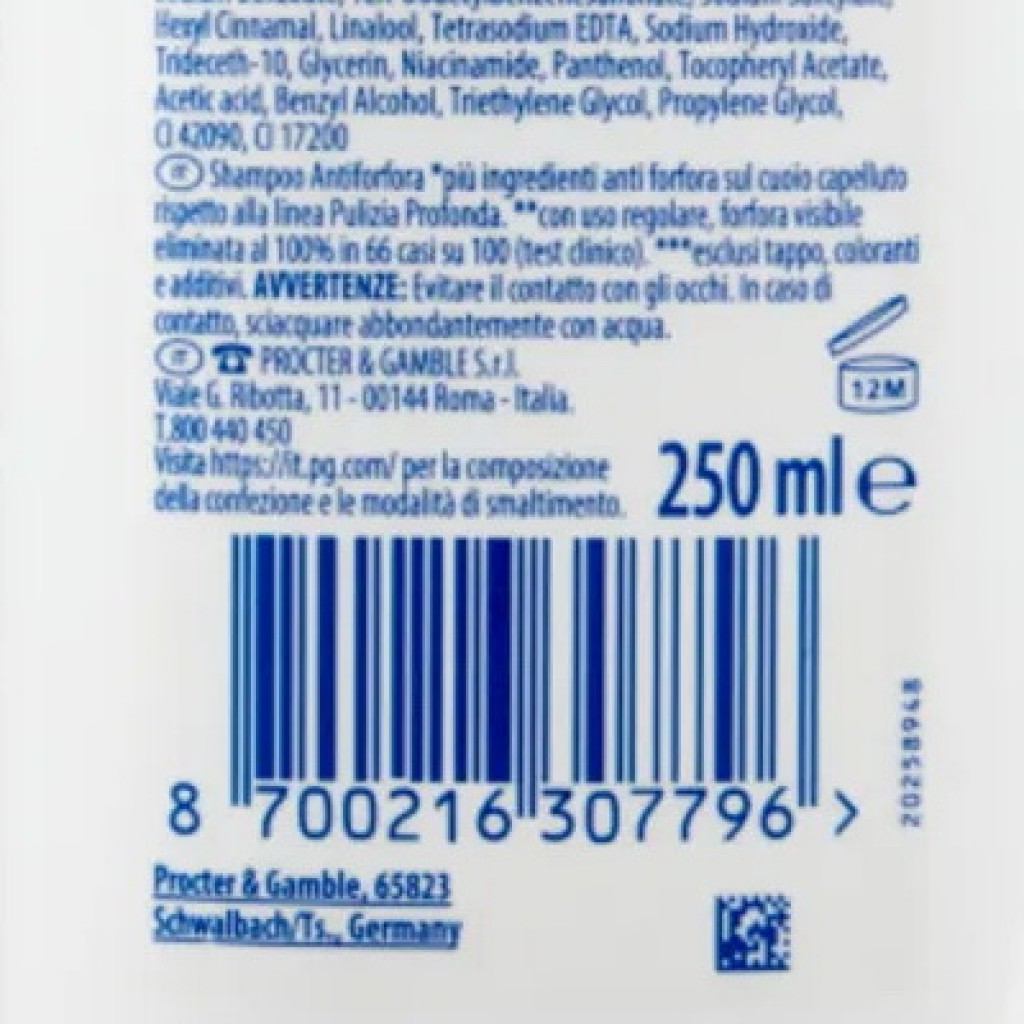 Hexyl Cinnamal, Linalool, Tetrasodium EDTA, Sodium Hydroxide,
Trideceth-10, Glycerin, Niacinamide, Panthenol, Tocopheryl Acetate,
Acetic acid, Benzyl Alcohol, Triethylene Glycol, Propylene Glycol,
CI 42090, CI 17200
IT Shampoo Antiforfora *più ingredienti anti forfora sul cuoio capelluto
rispetto alla linea Pulizia Profonda. **con uso regolare, forfora visibile
eliminata al 100% in 66 casi su 100 (test clinico). ***esclusi tappo, coloranti
e additivi. AVVERTENZE: Evitare il contatto con gli occhi. In caso di
contatto, sciacquare abbondantemente con acqua.
IT ☎ PROCTER & GAMBLE S.r.l.
Viale G. Ribotta, 11 - 00144 Roma - Italia.
T.800 440 450
Visita https://it.pg.com/ per la composizione
della confezione e le modalità di smaltimento.
12M
250 ml e
8 700216 307796 >
20258948
Procter & Gamble, 65823
Schwalbach/Ts., Germany